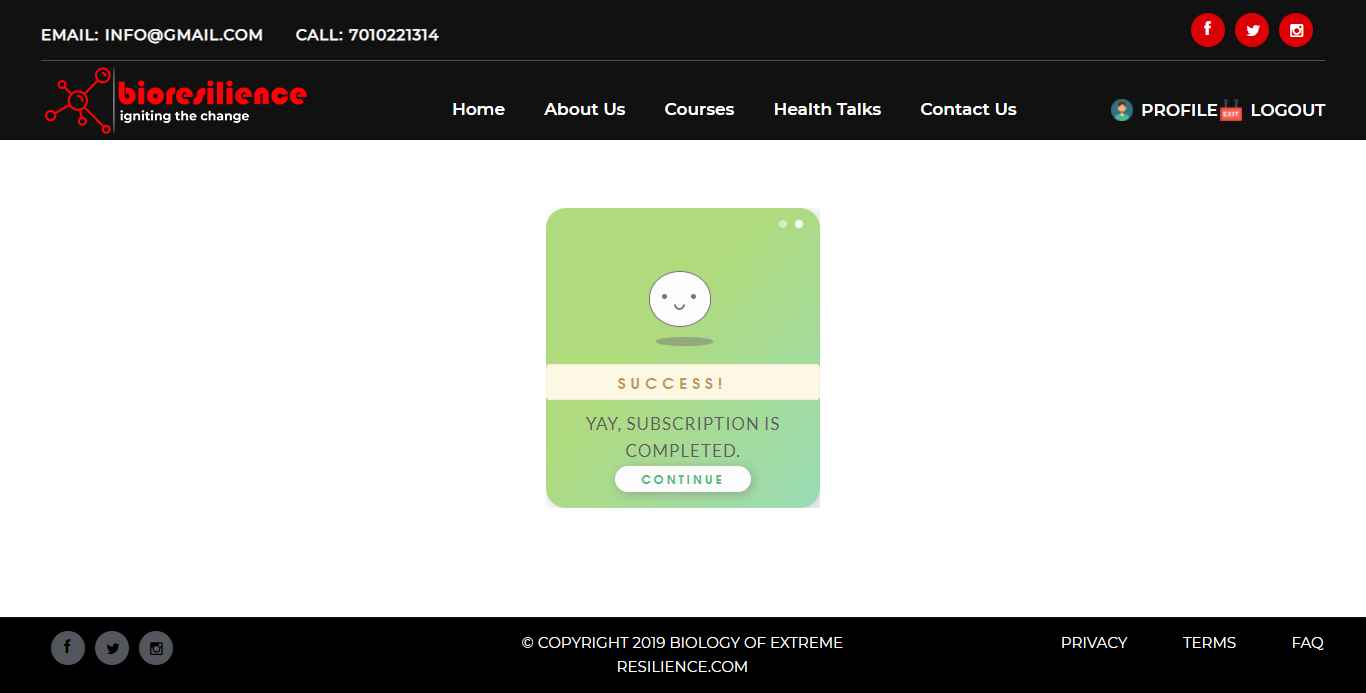 EMAIL: INFO@GMAIL.COM CALL: 7010221314
bioresilience
igniting the change
Home About Us Courses Health Talks Contact Us PROFILE EXIT LOGOUT
SUCCESS!
YAY, SUBSCRIPTION IS
COMPLETED.
CONTINUE
© COPYRIGHT 2019 BIOLOGY OF EXTREME
RESILIENCE.COM
PRIVACY TERMS FAQ